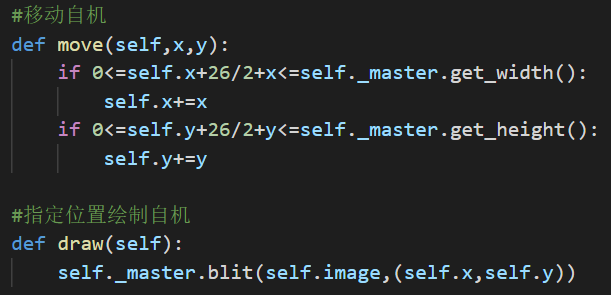 #移动自机
def move(self,x,y):
    if 0<=self.x+26/2+x<=self._master.get_width():
        self.x+=x
    if 0<=self.y+26/2+y<=self._master.get_height():
        self.y+=y

#指定位置绘制自机
def draw(self):
    self._master.blit(self.image,(self.x,self.y))